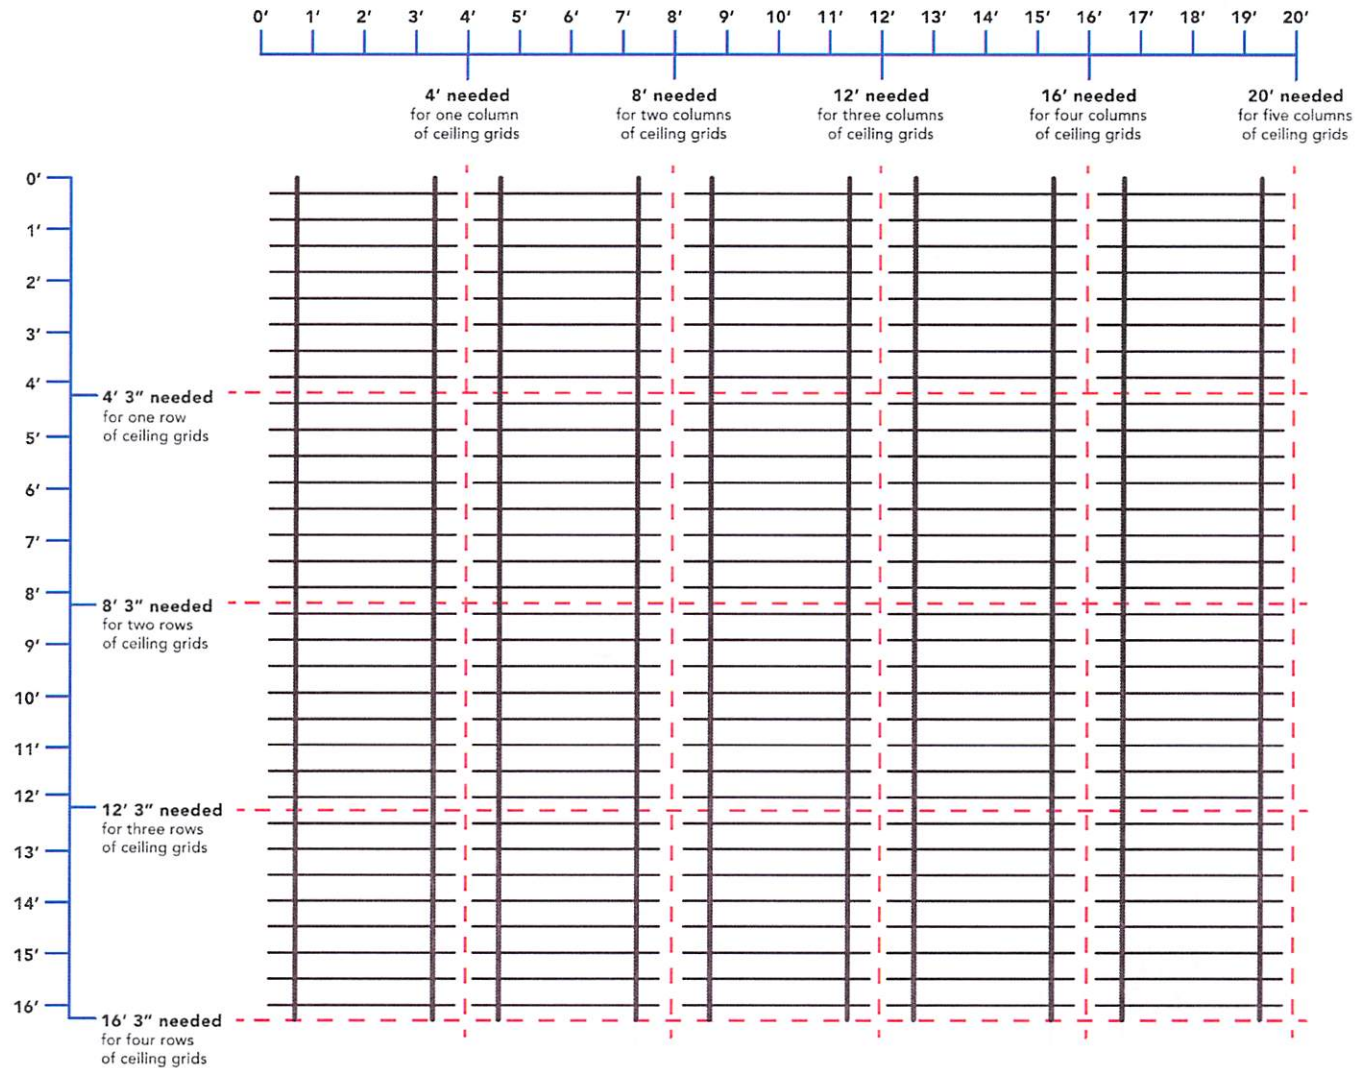 0′ 1′ 2′ 3′ 4′ 5′ 6′ 7′ 8′ 9′ 10′ 11′ 12′ 13′ 14′ 15′ 16′ 17′ 18′ 19′ 20′
4′ needed
for one column
of ceiling grids
8′ needed
for two columns
of ceiling grids
12′ needed
for three columns
of ceiling grids
16′ needed
for four columns
of ceiling grids
20′ needed
for five columns
of ceiling grids
0′
1′
2′
3′
4′
4′ 3″ needed
for one row
of ceiling grids
5′
6′
7′
8′
8′ 3″ needed
for two rows
of ceiling grids
9′
10′
11′
12′
12′ 3″ needed
for three rows
of ceiling grids
13′
14′
15′
16′
16′ 3″ needed
for four rows
of ceiling grids